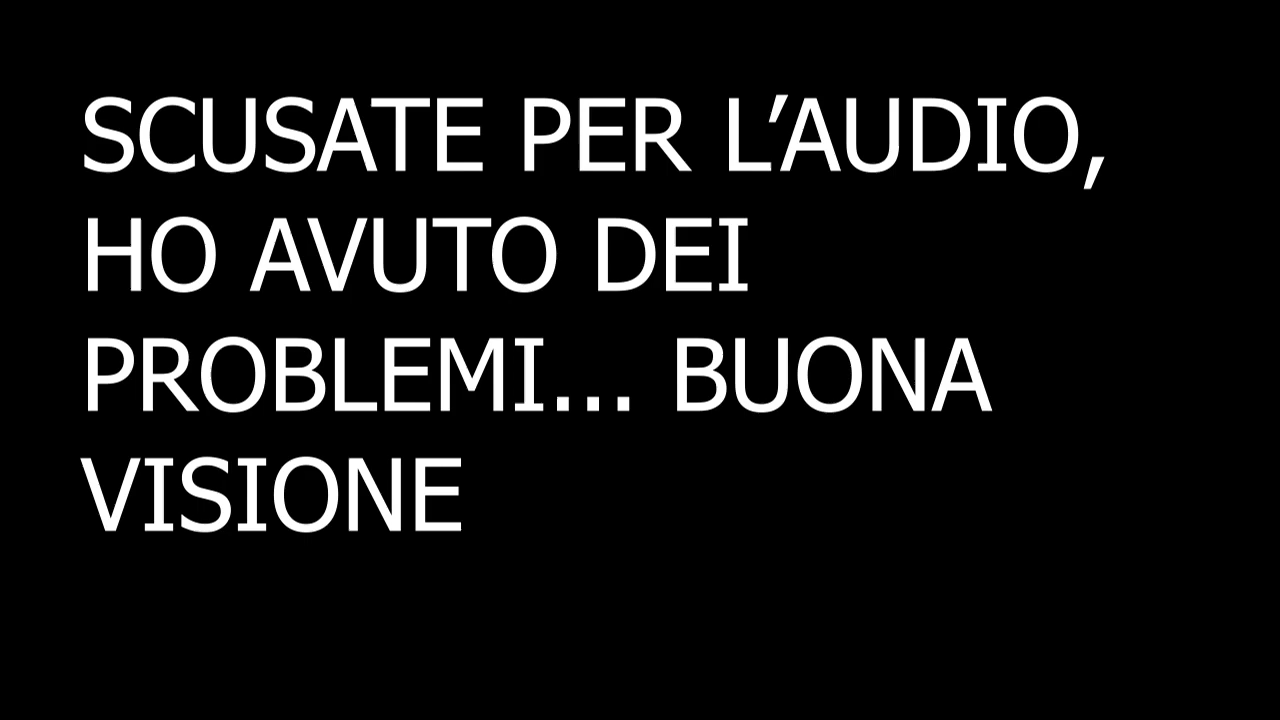 SCUSATE PER L’AUDIO,
HO AVUTO DEI
PROBLEMI... BUONA
VISIONE